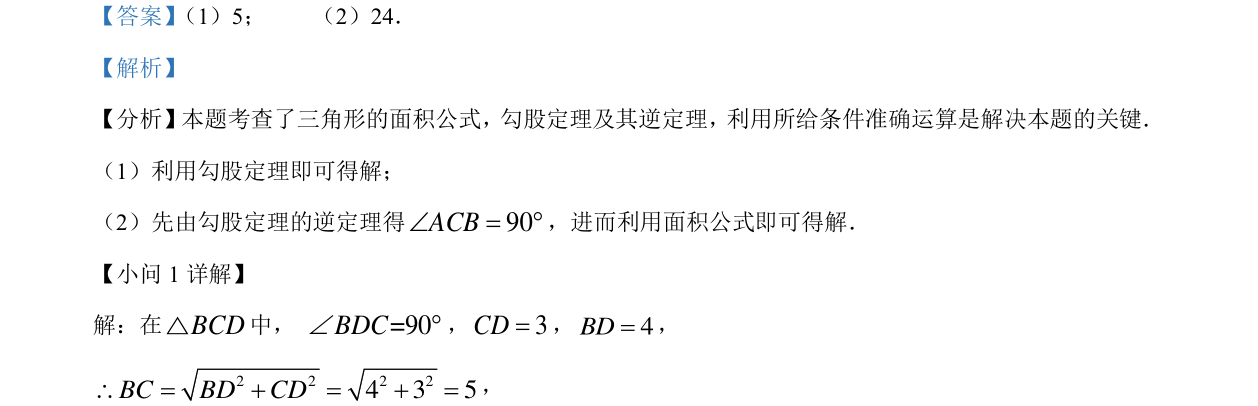 【答案】（1）5；　　（2）24．
【解析】
【分析】本题考查了三角形的面积公式，勾股定理及其逆定理，利用所给条件准确运算是解决本题的关键．
（1）利用勾股定理即可得解；
（2）先由勾股定理的逆定理得∠ACB = 90°，进而利用面积公式即可得解．
【小问 1 详解】
解：在△BCD 中，　∠BDC=90°，CD = 3，BD = 4，
∴ BC = √(BD² + CD²) = √(4² + 3²) = 5，